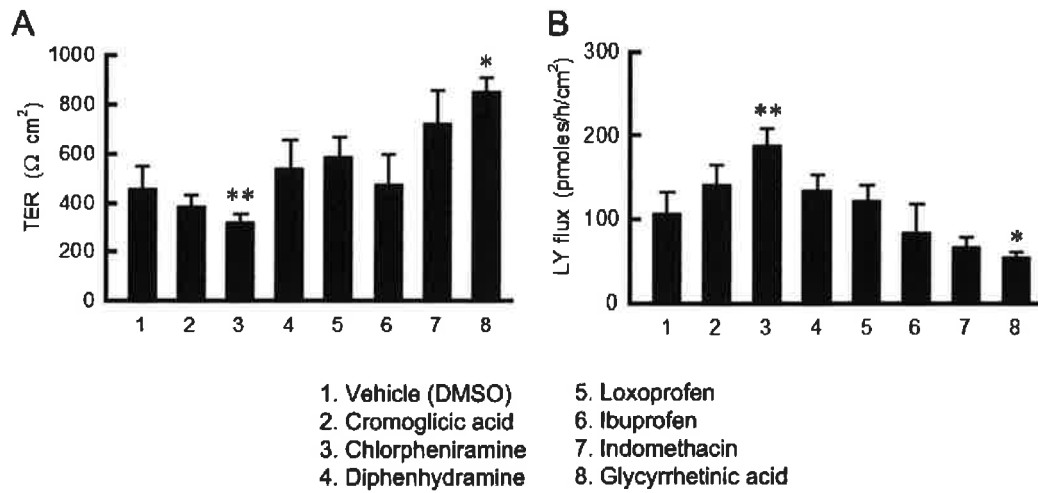 A
B
TER (Ω cm²)
1000
800
600
400
200
0
**
*
1 2 3 4 5 6 7 8
LY flux (pmoles/h/cm²)
300
200
100
0
**
*
1 2 3 4 5 6 7 8
1. Vehicle (DMSO)
2. Cromoglicic acid
3. Chlorpheniramine
4. Diphenhydramine
5. Loxoprofen
6. Ibuprofen
7. Indomethacin
8. Glycyrrhetinic acid